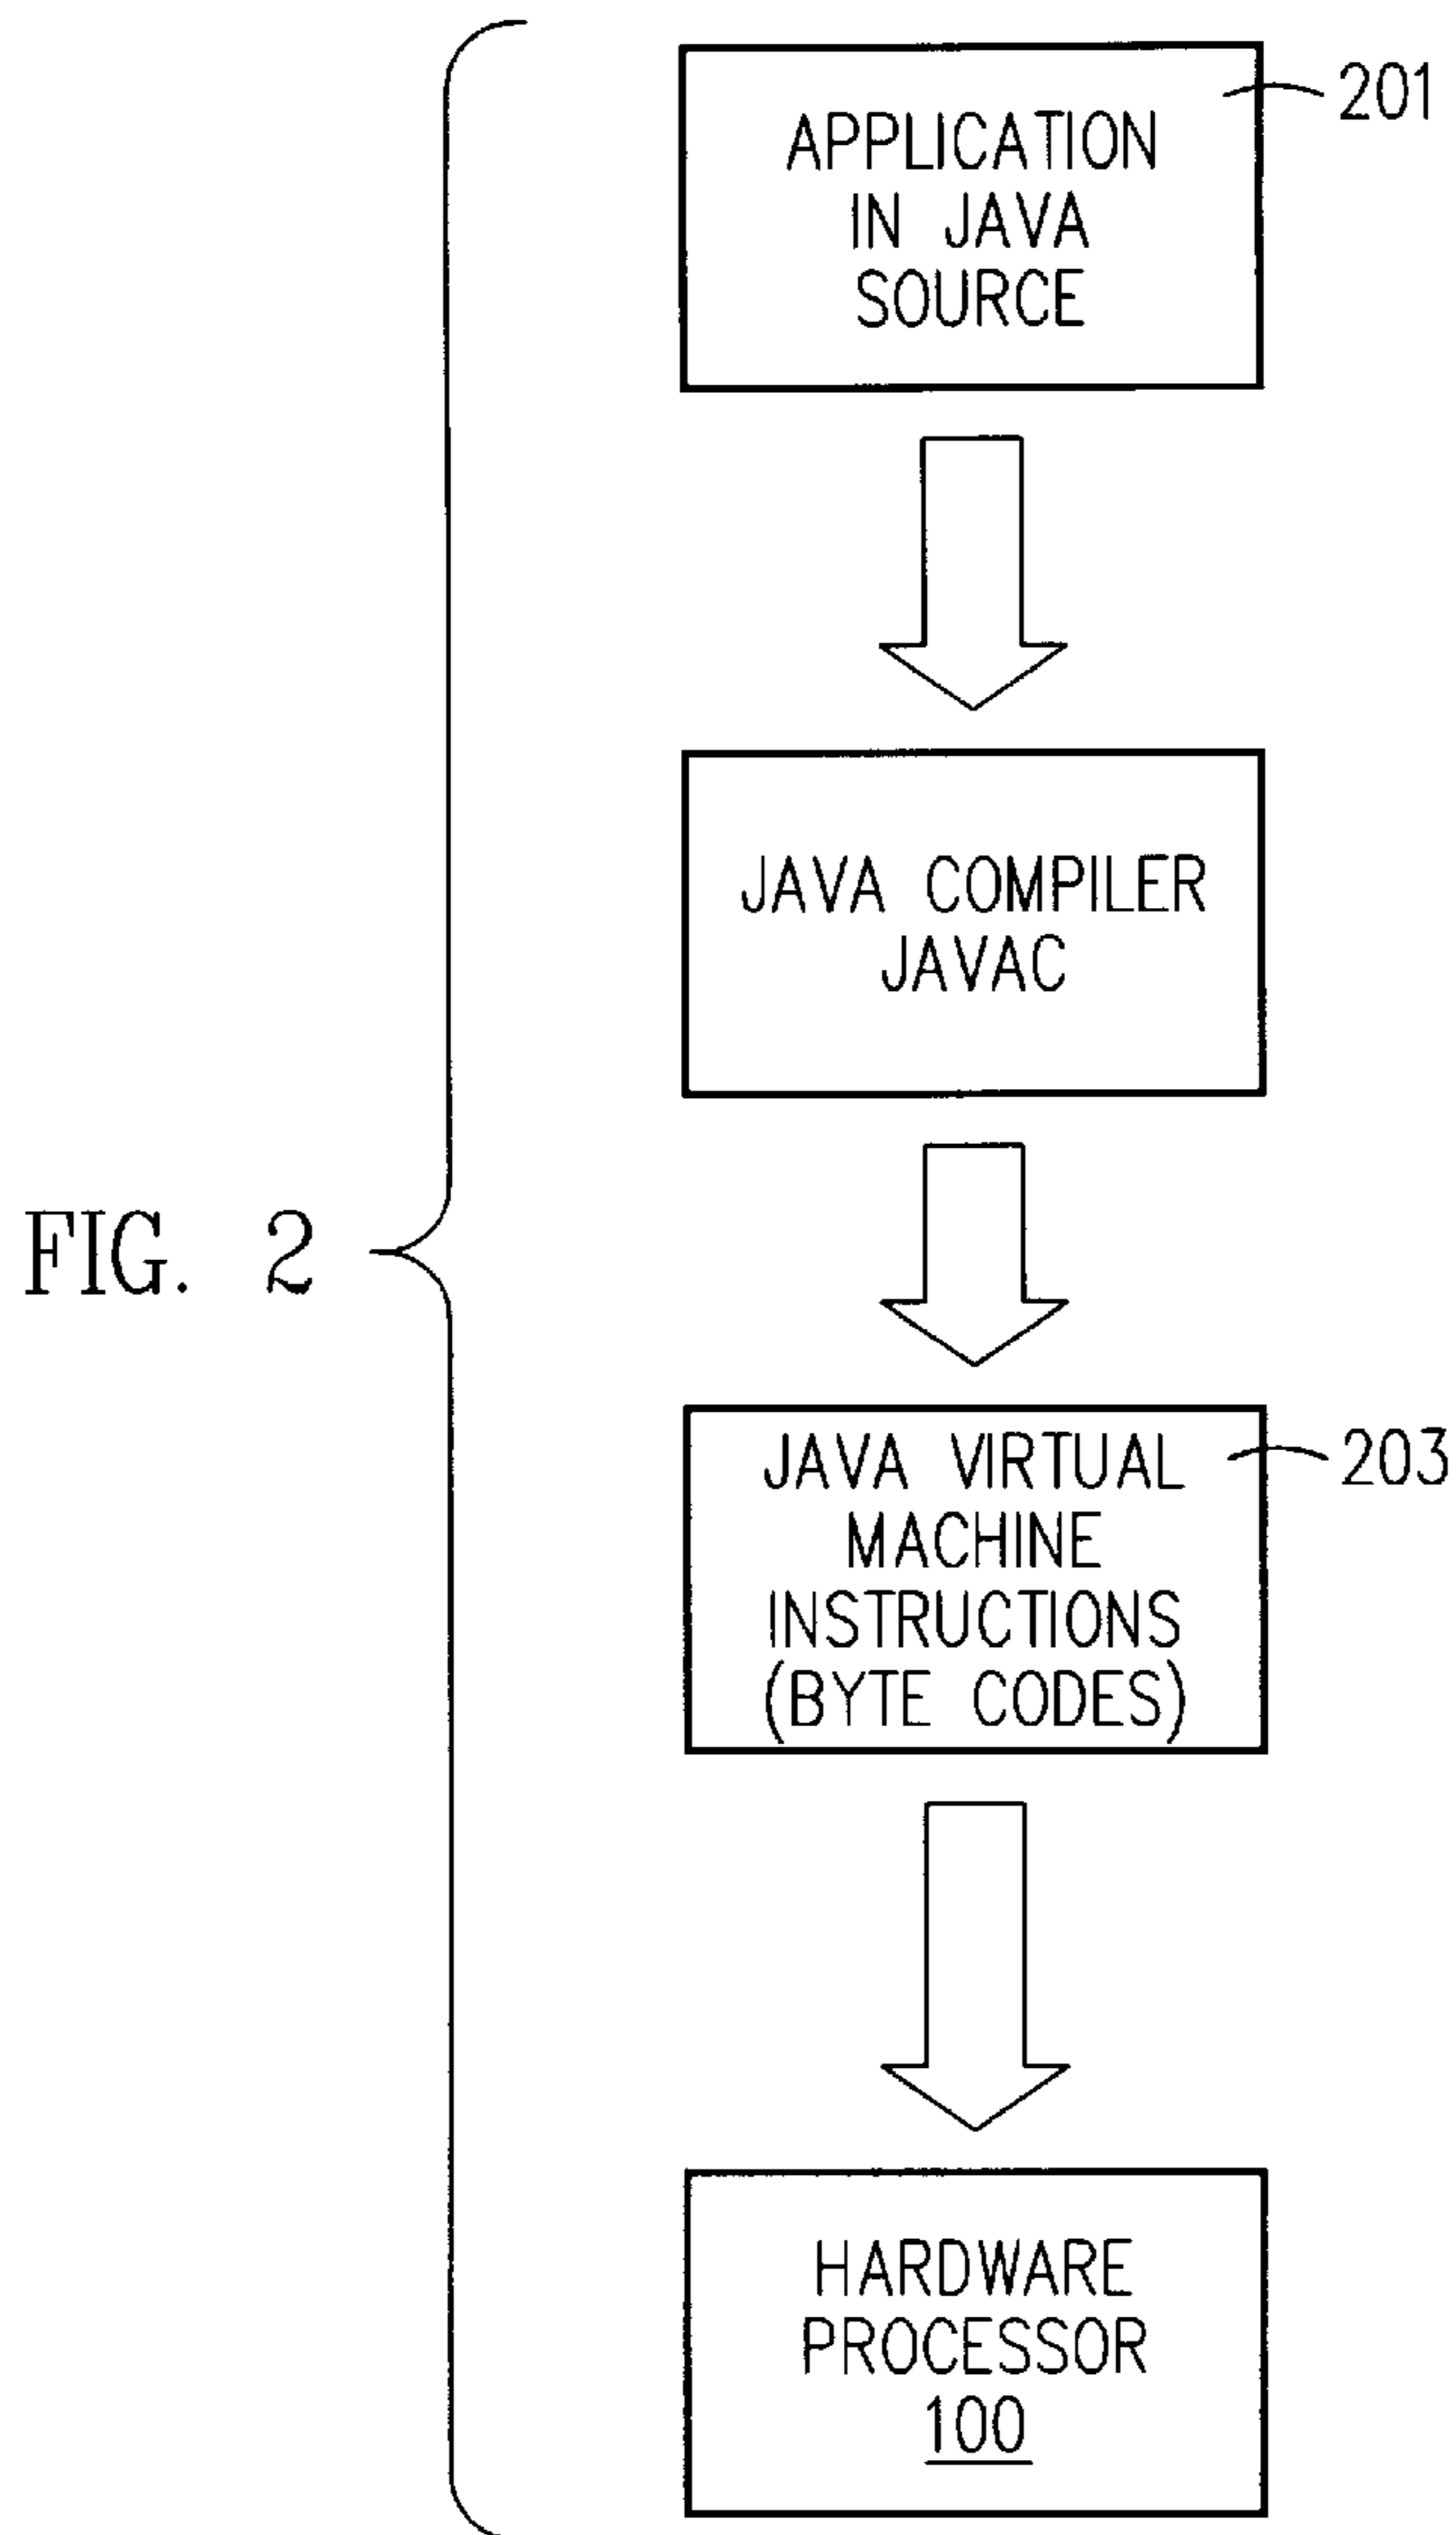 201
APPLICATION
IN JAVA
SOURCE
JAVA COMPILER
JAVAC
FIG. 2
JAVA VIRTUAL
203
MACHINE
INSTRUCTIONS
(BYTE CODES)
HARDWARE
PROCESSOR
100